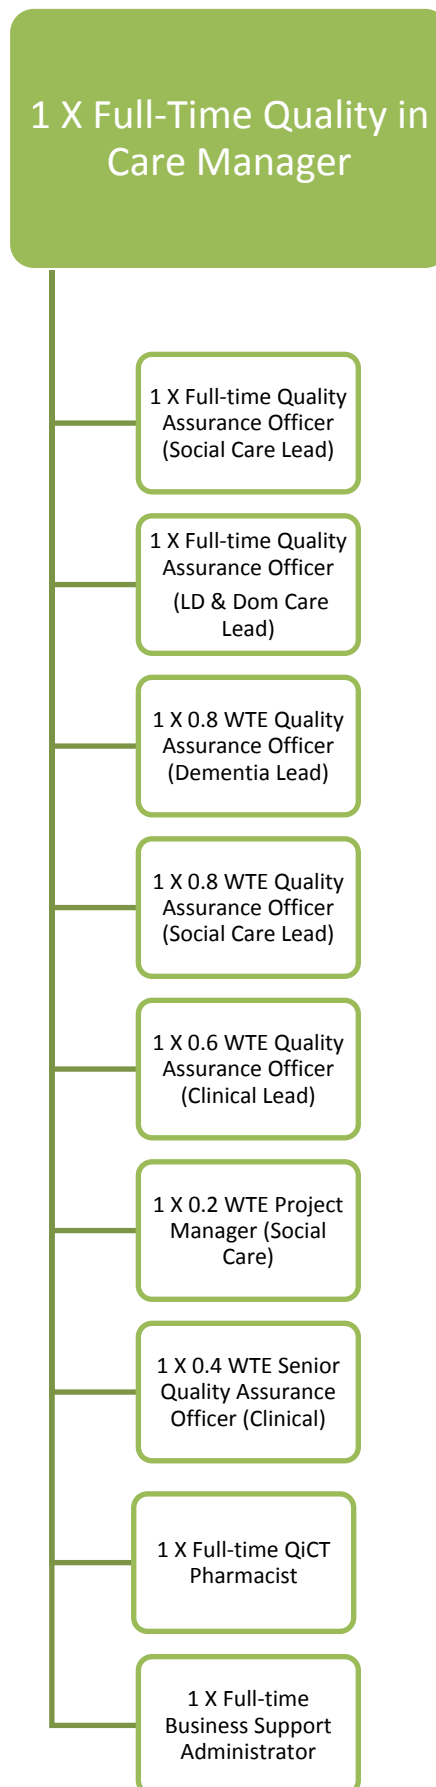 1 X Full-Time Quality in
Care Manager
1 X Full-time Quality
Assurance Officer
(Social Care Lead)
1 X Full-time Quality
Assurance Officer
(LD & Dom Care
Lead)
1 X 0.8 WTE Quality
Assurance Officer
(Dementia Lead)
1 X 0.8 WTE Quality
Assurance Officer
(Social Care Lead)
1 X 0.6 WTE Quality
Assurance Officer
(Clinical Lead)
1 X 0.2 WTE Project
Manager (Social
Care)
1 X 0.4 WTE Senior
Quality Assurance
Officer (Clinical)
1 X Full-time QiCT
Pharmacist
1 X Full-time
Business Support
Administrator